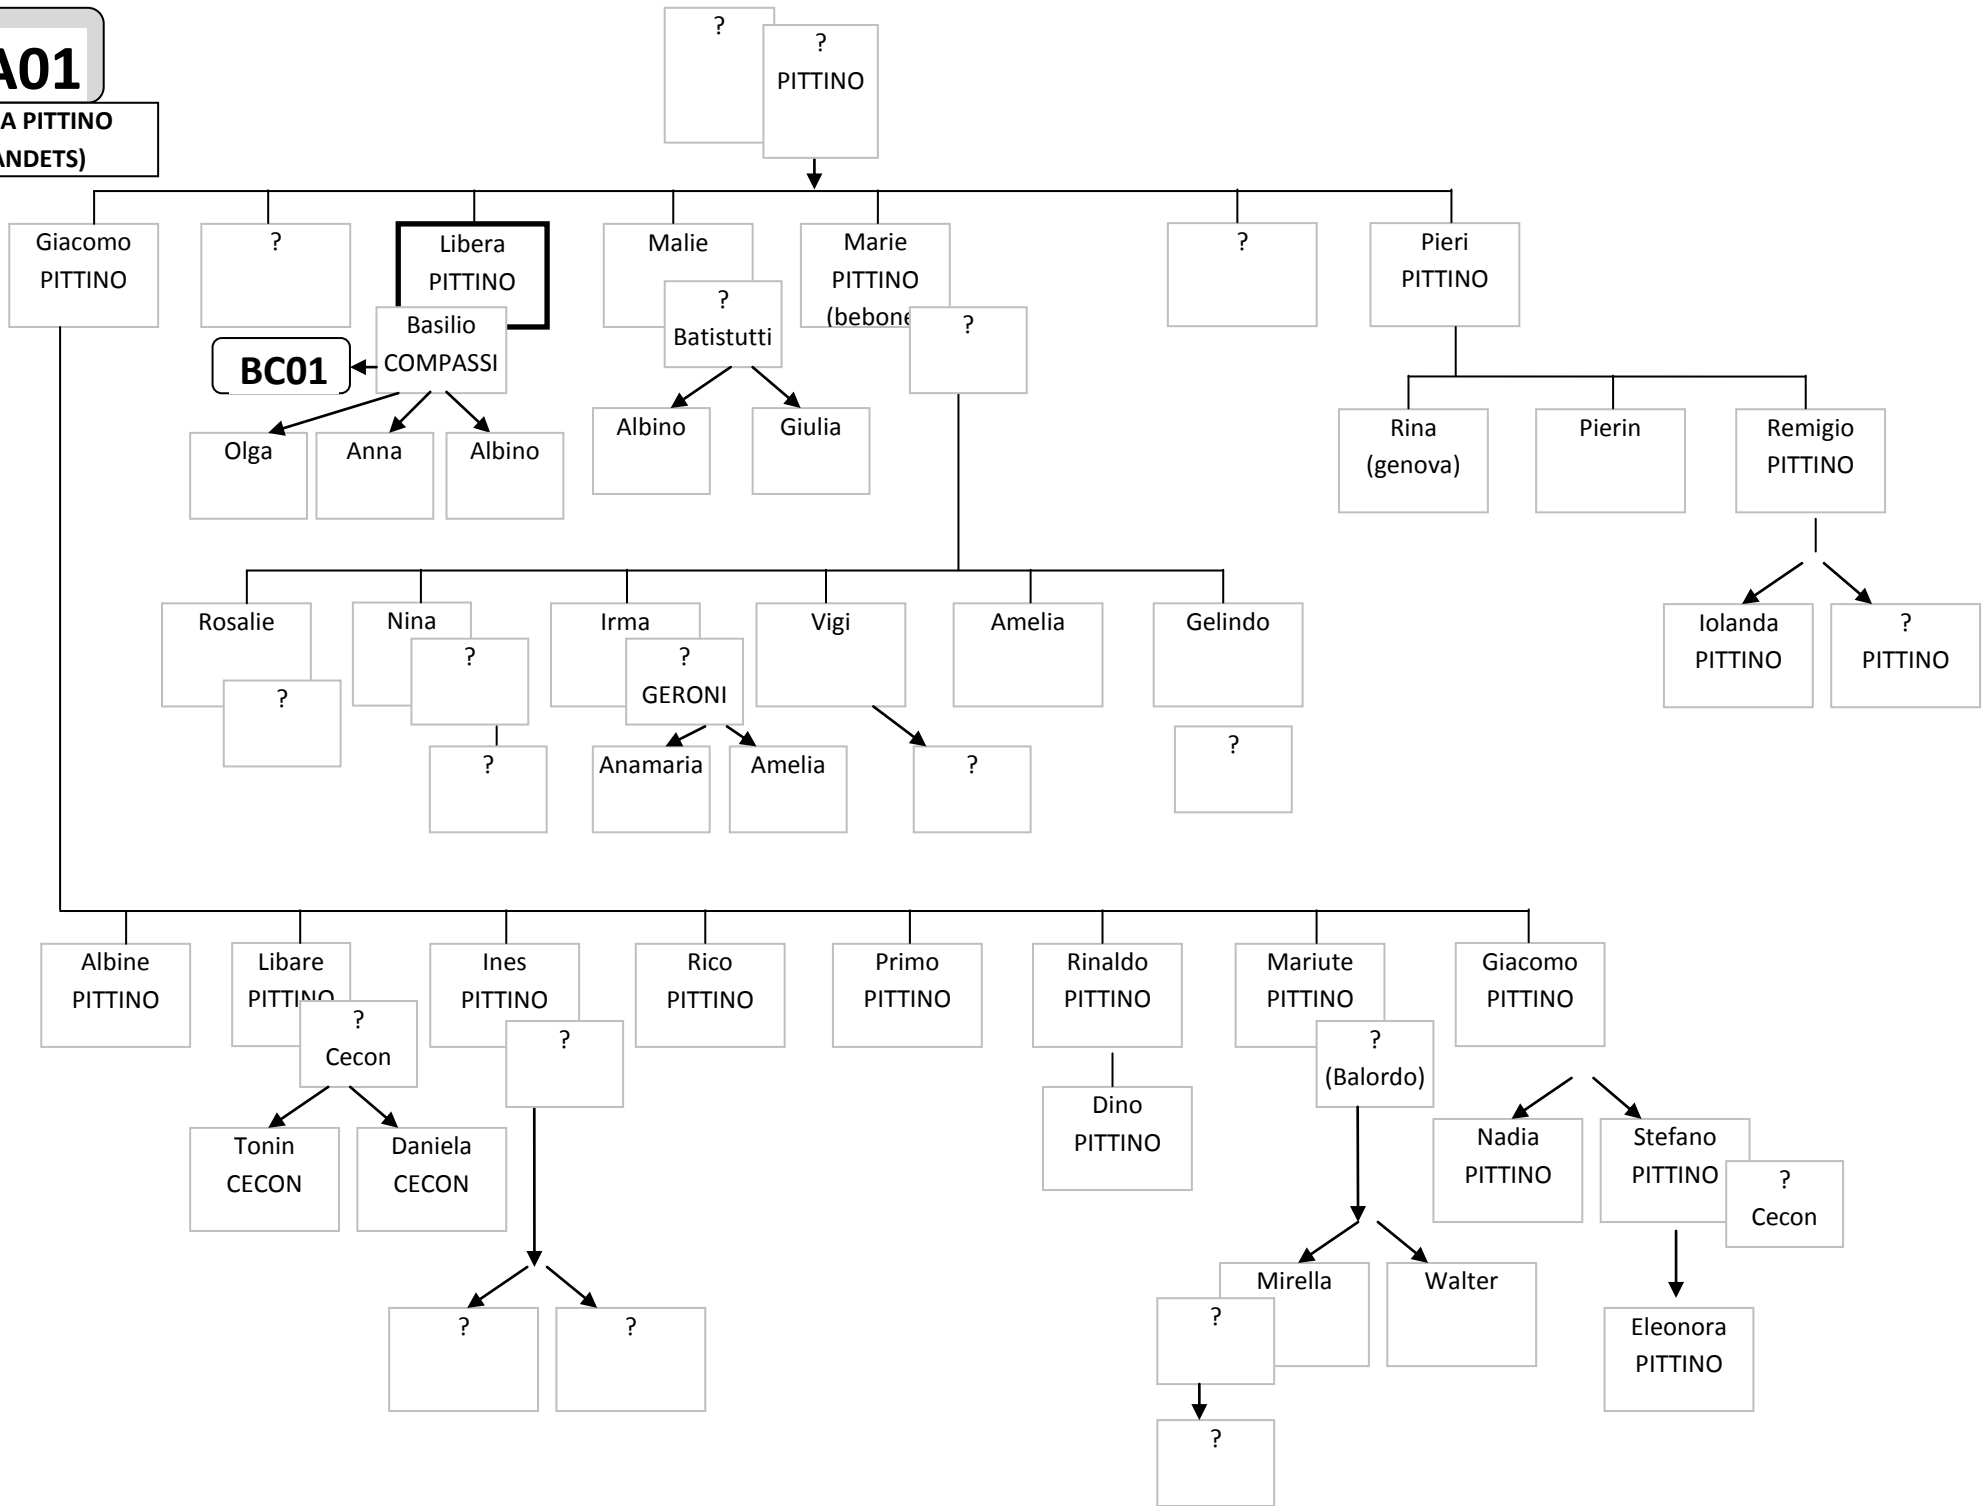 A01
A PITTINO
ANDETS)
?
?
PITTINO
Giacomo
PITTINO
?
Libera
PITTINO
Basilio
COMPASSI
BC01
Malie
?
Batistutti
Marie
PITTINO
(bebone
?
?
Pieri
PITTINO
Olga
Anna
Albino
Albino
Giulia
Rina
(genova)
Pierin
Remigio
PITTINO
Iolanda
PITTINO
?
PITTINO
Rosalie
?
Nina
?
?
Irma
?
GERONI
Anamaria
Amelia
Vigi
?
Amelia
Gelindo
?
Albine
PITTINO
Libare
PITTINO
?
Cecon
Tonin
CECON
Daniela
CECON
Ines
PITTINO
?
?
?
Rico
PITTINO
Primo
PITTINO
Rinaldo
PITTINO
Dino
PITTINO
Mariute
PITTINO
?
(Balordo)
Mirella
?
?
Walter
Giacomo
PITTINO
Nadia
PITTINO
Stefano
PITTINO
?
Cecon
Eleonora
PITTINO